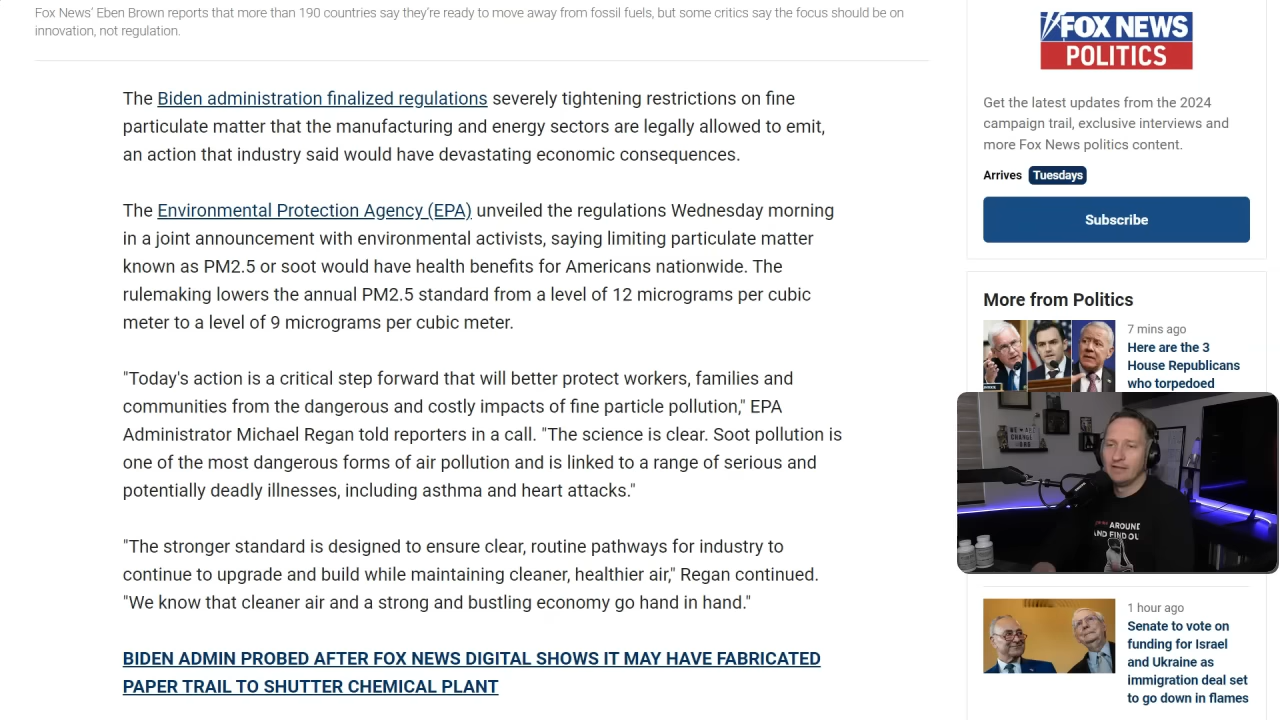 Fox News’ Eben Brown reports that more than 190 countries say they’re ready to move away from fossil fuels, but some critics say the focus should be on
innovation, not regulation.
The Biden administration finalized regulations severely tightening restrictions on fine
particulate matter that the manufacturing and energy sectors are legally allowed to emit,
an action that industry said would have devastating economic consequences.
The Environmental Protection Agency (EPA) unveiled the regulations Wednesday morning
in a joint announcement with environmental activists, saying limiting particulate matter
known as PM2.5 or soot would have health benefits for Americans nationwide. The
rulemaking lowers the annual PM2.5 standard from a level of 12 micrograms per cubic
meter to a level of 9 micrograms per cubic meter.
"Today's action is a critical step forward that will better protect workers, families and
communities from the dangerous and costly impacts of fine particle pollution," EPA
Administrator Michael Regan told reporters in a call. "The science is clear. Soot pollution is
one of the most dangerous forms of air pollution and is linked to a range of serious and
potentially deadly illnesses, including asthma and heart attacks."
"The stronger standard is designed to ensure clear, routine pathways for industry to
continue to upgrade and build while maintaining cleaner, healthier air," Regan continued.
"We know that cleaner air and a strong and bustling economy go hand in hand."
BIDEN ADMIN PROBED AFTER FOX NEWS DIGITAL SHOWS IT MAY HAVE FABRICATED
PAPER TRAIL TO SHUTTER CHEMICAL PLANT
FOX NEWS
POLITICS
Get the latest updates from the 2024
campaign trail, exclusive interviews and
more Fox News politics content.
Arrives Tuesdays
Subscribe
More from Politics
7 mins ago
Here are the 3
House Republicans
who torpedoed
AROUND
AND FIND OU
1 hour ago
Senate to vote on
funding for Israel
and Ukraine as
immigration deal set
to go down in flames